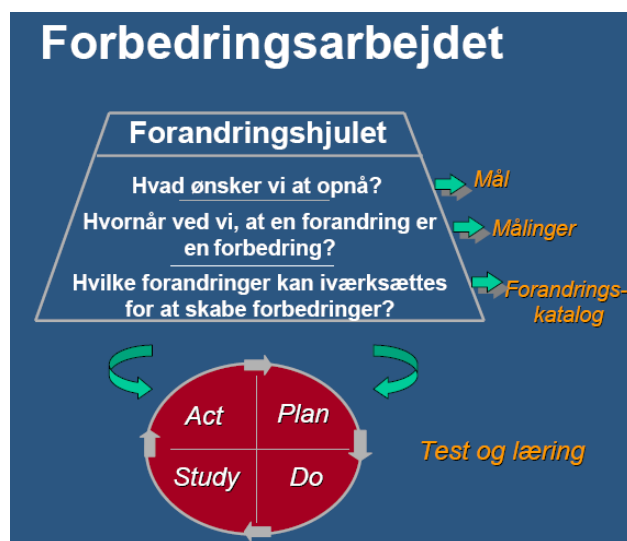 Forbedringsarbejdet
Forandringshjulet
Hvad ønsker vi at opnå?
Mål
Hvornår ved vi, at en forandring er
en forbedring?
Målinger
Hvilke forandringer kan iværksættes
for at skabe forbedringer?
Forandrings-
katalog
Act
Plan
Study
Do
Test og læring